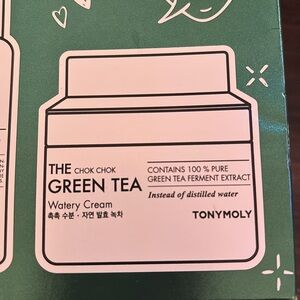 THE CHOK CHOK
GREEN TEA
Watery Cream
촉촉 수분 · 자연 발효 녹차
CONTAINS 100 % PURE
GREEN TEA FERMENT EXTRACT
Instead of distilled water
TONYMOLY